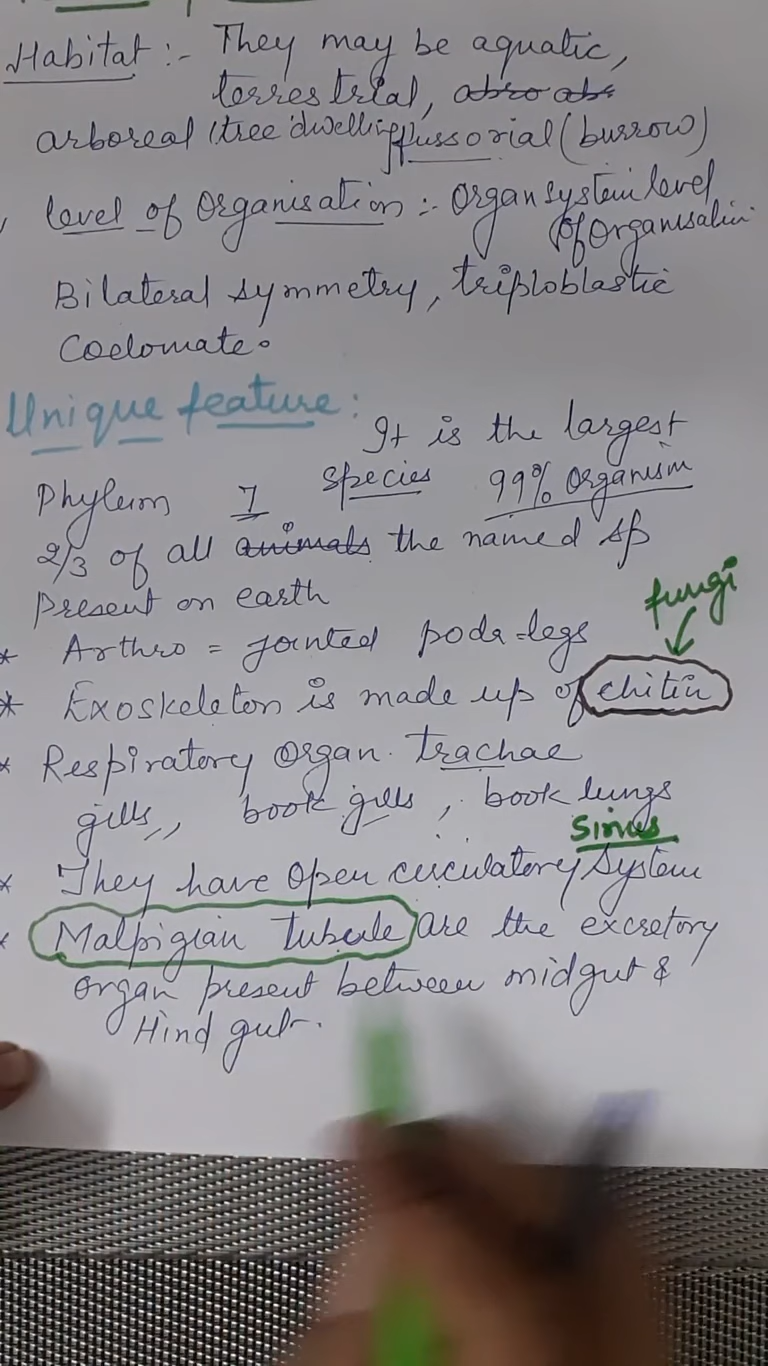 Habitat :- They may be aquatic,
terrestrial,
arboreal (tree dwelling fussorial (burrow)
level of Organisation :- Organ system level
of Organisation
Bilateral symmetry, triploblastic
Coelomate.
Unique feature :
It is the largest
Phylum species 99% Organism
2/3 of all animals the named sp
Present on earth
fungi
* Arthro = jointed poda-legs
* Exoskeleton is made up of chitin
* Respiratory Organ. trachae
gills,, book gills, book lungs
Sinus
* They have Open circulatory system
* Malpigian tubule are the excretory
organ present between midgut &
Hind gut.